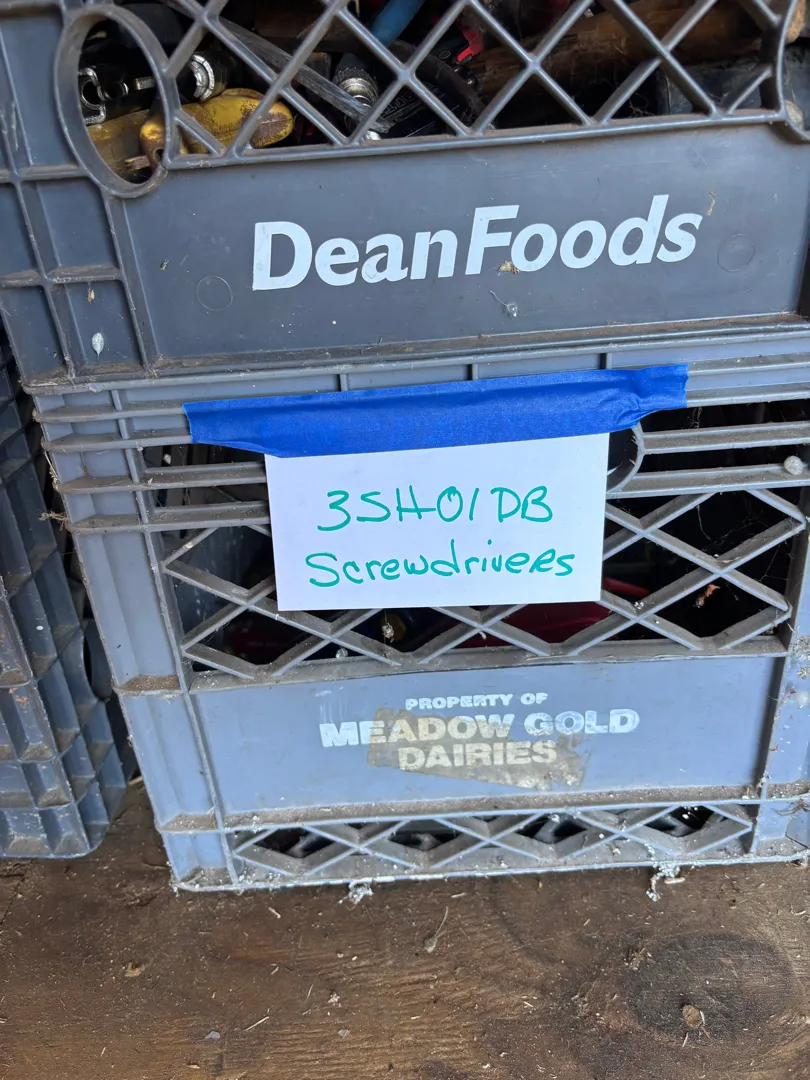 DeanFoods
3SH01DB
Screwdrivers
PROPERTY OF
MEADOW GOLD
DAIRIES